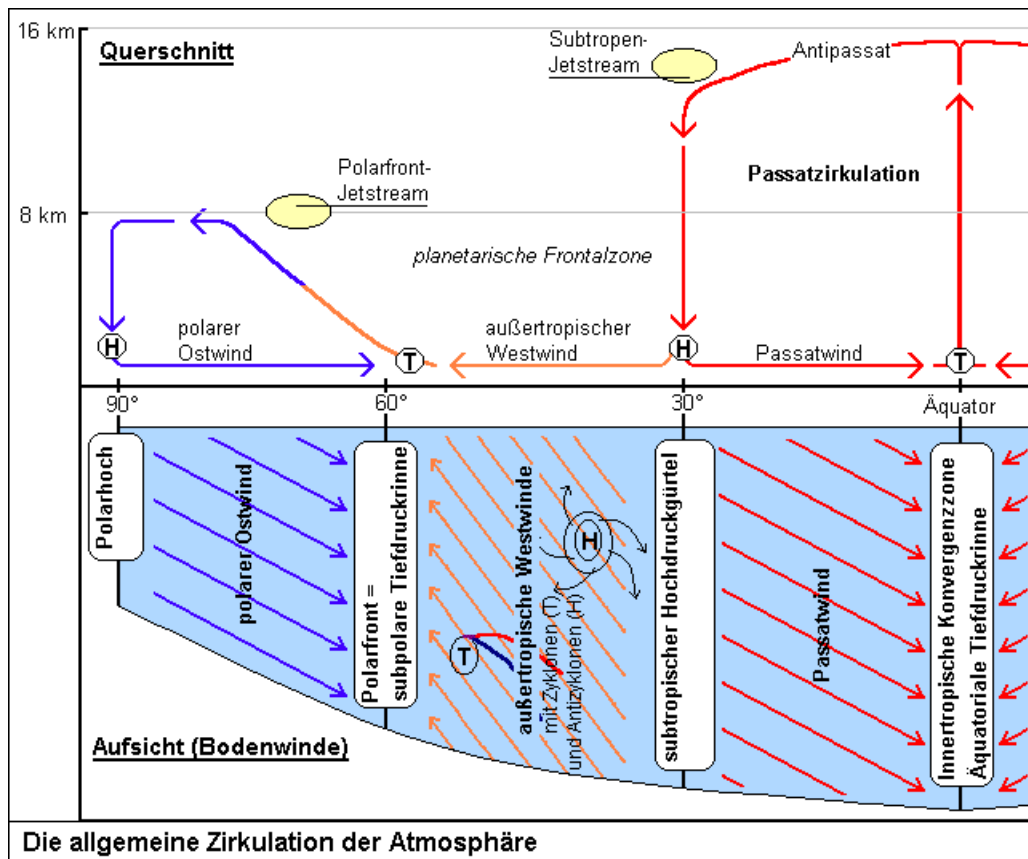 16 km
Querschnitt
Subtropen-
Jetstream
Antipassat
Polarfront-
Jetstream
Passatzirkulation
8 km
planetarische Frontalzone
polarer
Ostwind
außertropischer
Westwind
Passatwind
H
T
H
T
90°
60°
30°
Äquator
Polarhoch
polarer Ostwind
Polarfront =
subpolare Tiefdruckrinne
außertropische Westwinde
mit Zyklonen (T)
und Antizyklonen (H)
H
T
subtropischer Hochdruckgürtel
Passatwind
Innertropische Konvergenzzone
Äquatoriale Tiefdruckrinne
Aufsicht (Bodenwinde)
Die allgemeine Zirkulation der Atmosphäre